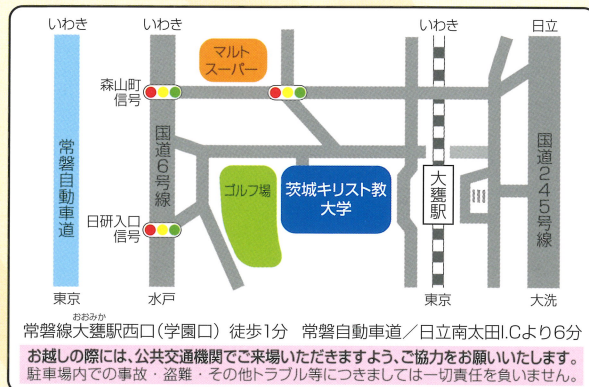 いわき
いわき
いわき
日立
マルト
スーパー
森山町
信号
常磐自動車道
国道6号線
国道245号線
ゴルフ場
茨城キリスト教
大学
大甕駅
日研入口
信号
東京
水戸
東京
大洗
おおみか
常磐線大甕駅西口(学園口) 徒歩1分 常磐自動車道／日立南太田I.Cより6分
お越しの際には、公共交通機関でご来場いただきますよう、ご協力をお願いいたします。
駐車場内での事故・盗難・その他トラブル等につきましては一切責任を負いません。